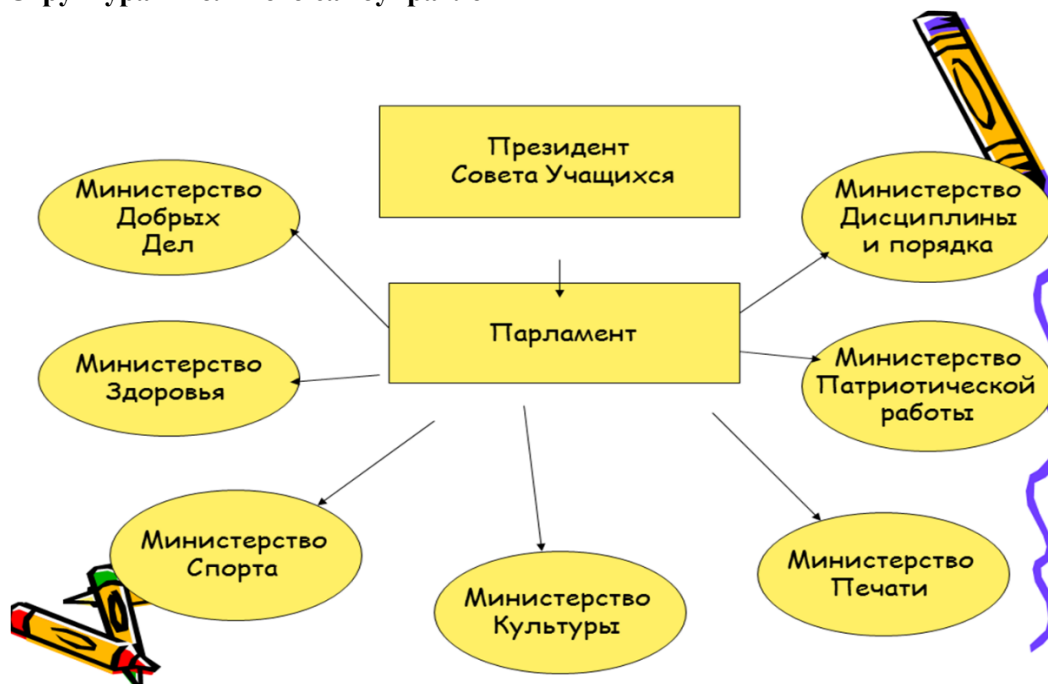 Президент
Совета Учащихся
Министерство
Добрых
Дел
Министерство
Дисциплины
и порядка
Парламент
Министерство
Здоровья
Министерство
Патриотической
работы
Министерство
Спорта
Министерство
Культуры
Министерство
Печати